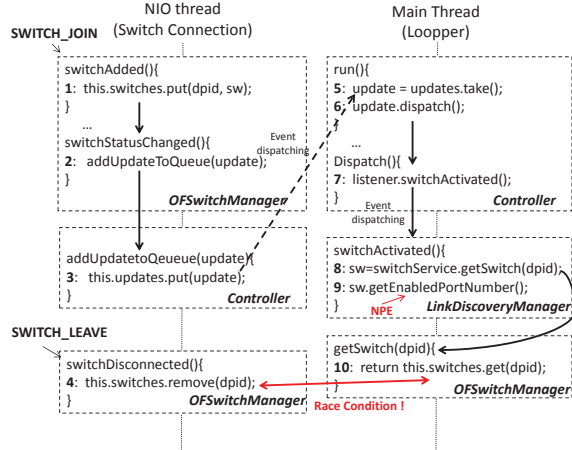 NIO thread
(Switch Connection)
SWITCH_JOIN
switchAdded(){
1: this.switches.put(dpid, sw);
}
...
switchStatusChanged(){
2: addUpdateToQueue(update);
}
OFSwitchManager
addUpdatetoQueueue(update){
3: this.updates.put(update);
}
Controller
SWITCH_LEAVE
switchDisconnected(){
4: this.switches.remove(dpid);
}
OFSwitchManager
Main Thread
(Loopper)
run(){
5: update = updates.take();
6: update.dispatch();
}
...
Dispatch(){
7: listener.switchActivated();
}
Controller
Event
dispatching
Event
dispatching
switchActivated(){
8: sw=switchService.getSwitch(dpid);
9: sw.getEnabledPortNumber();
}
NPE
LinkDiscoveryManager
getSwitch(dpid){
10: return this.switches.get(dpid);
}
OFSwitchManager
Race Condition !